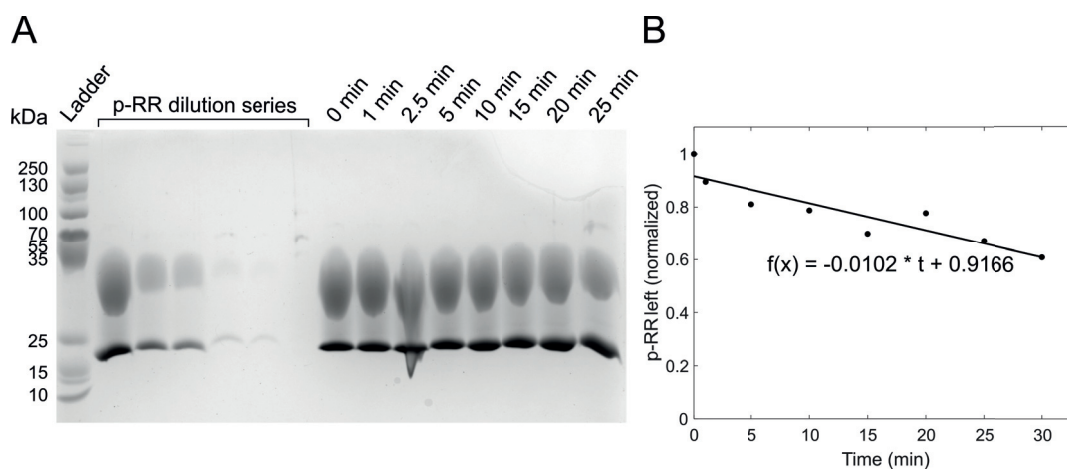 A
B
kDa
Ladder
p-RR dilution series
0 min
1 min
2.5 min
5 min
10 min
15 min
20 min
25 min
250
130
100
70
55
35
25
15
10
p-RR left (normalized)
1
0.8
0.6
0.4
0.2
0
f(x) = -0.0102 * t + 0.9166
0 5 10 15 20 25 30
Time (min)